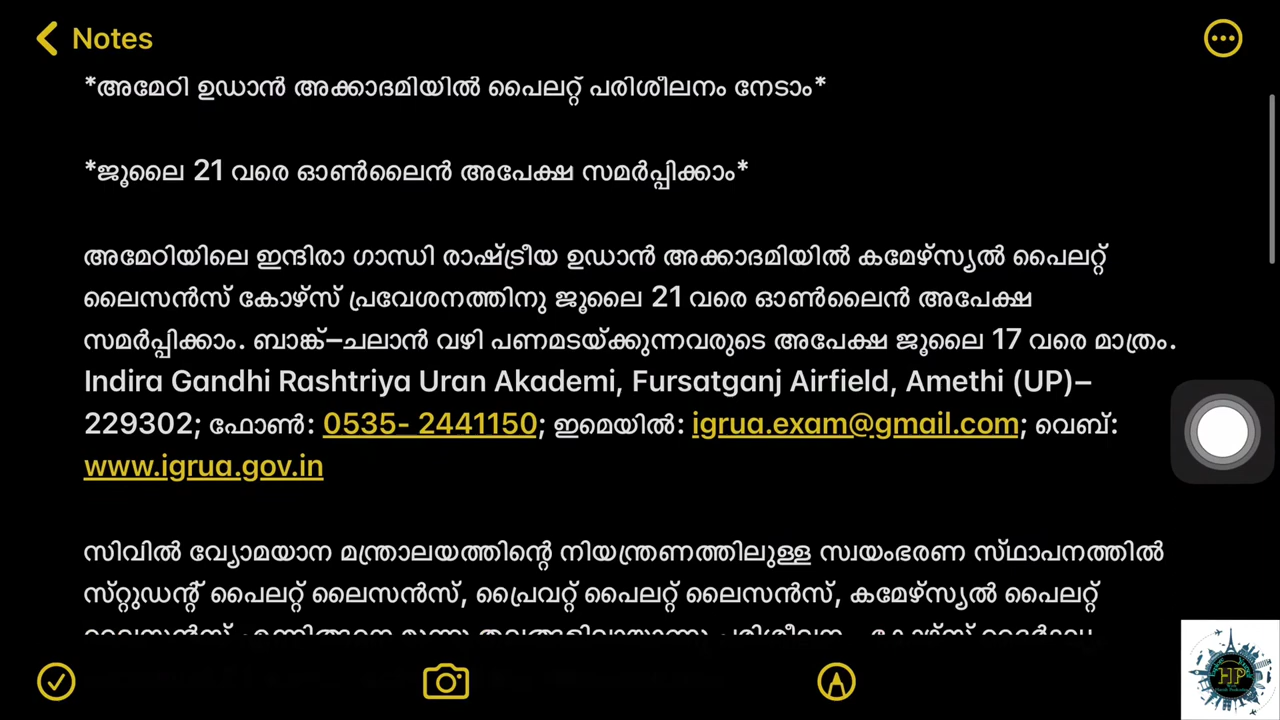 Notes
*അമേഠി ഉഡാൻ അക്കാദമിയിൽ പൈലറ്റ് പരിശീലനം നേടാം*
*ജൂലൈ 21 വരെ ഓൺലൈൻ അപേക്ഷ സമർപ്പിക്കാം*
അമേഠിയിലെ ഇന്ദിരാ ഗാന്ധി രാഷ്ട്രീയ ഉഡാൻ അക്കാദമിയിൽ കമേഴ്സ്യൽ പൈലറ്റ്
ലൈസൻസ് കോഴ്സ് പ്രവേശനത്തിനു ജൂലൈ 21 വരെ ഓൺലൈൻ അപേക്ഷ
സമർപ്പിക്കാം. ബാങ്ക്–ചലാൻ വഴി പണമടയ്ക്കുന്നവരുടെ അപേക്ഷ ജൂലൈ 17 വരെ മാത്രം.
Indira Gandhi Rashtriya Uran Akademi, Fursatganj Airfield, Amethi (UP)–
229302; ഫോൺ: 0535- 2441150; ഇമെയിൽ: igrua.exam@gmail.com; വെബ്:
www.igrua.gov.in
സിവിൽ വ്യോമയാന മന്ത്രാലയത്തിന്റെ നിയന്ത്രണത്തിലുള്ള സ്വയംഭരണ സ്ഥാപനത്തിൽ
സ്റ്റുഡന്റ് പൈലറ്റ് ലൈസൻസ്, പ്രൈവറ്റ് പൈലറ്റ് ലൈസൻസ്, കമേഴ്സ്യൽ പൈലറ്റ്
HP